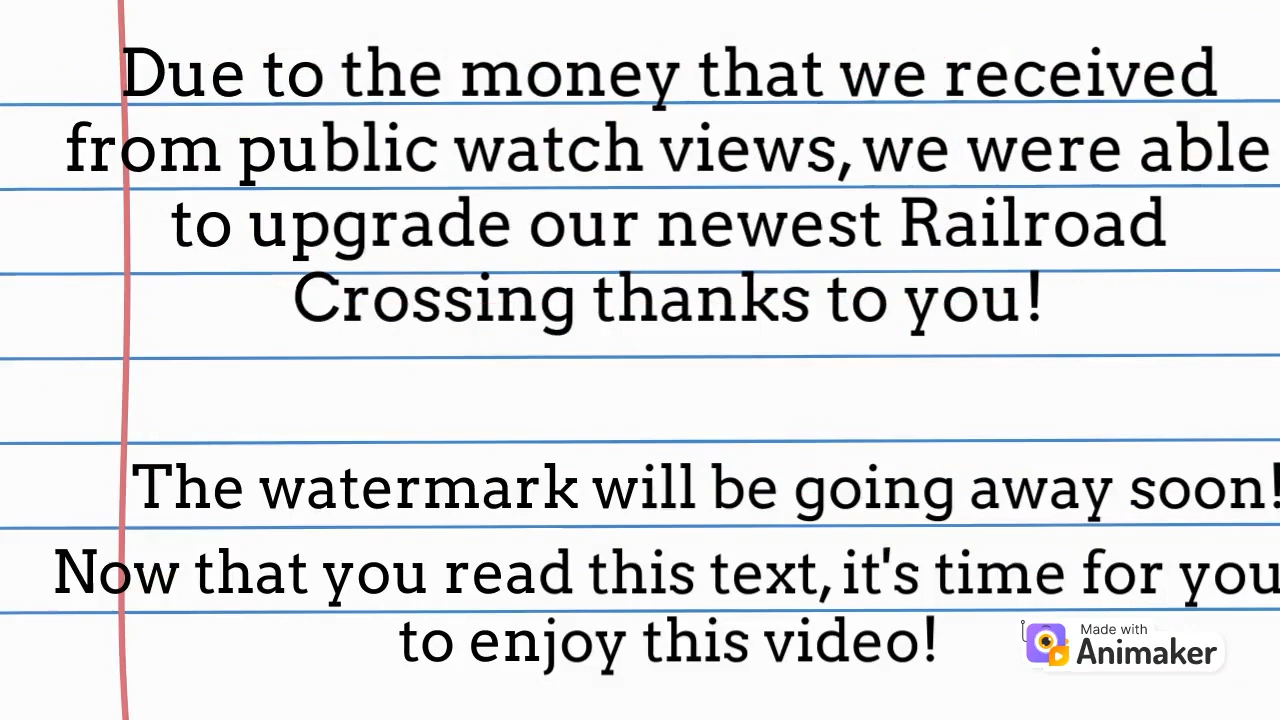 Due to the money that we received
from public watch views, we were able
to upgrade our newest Railroad
Crossing thanks to you!
The watermark will be going away soon!
Now that you read this text, it's time for you
to enjoy this video!
Made with
Animaker